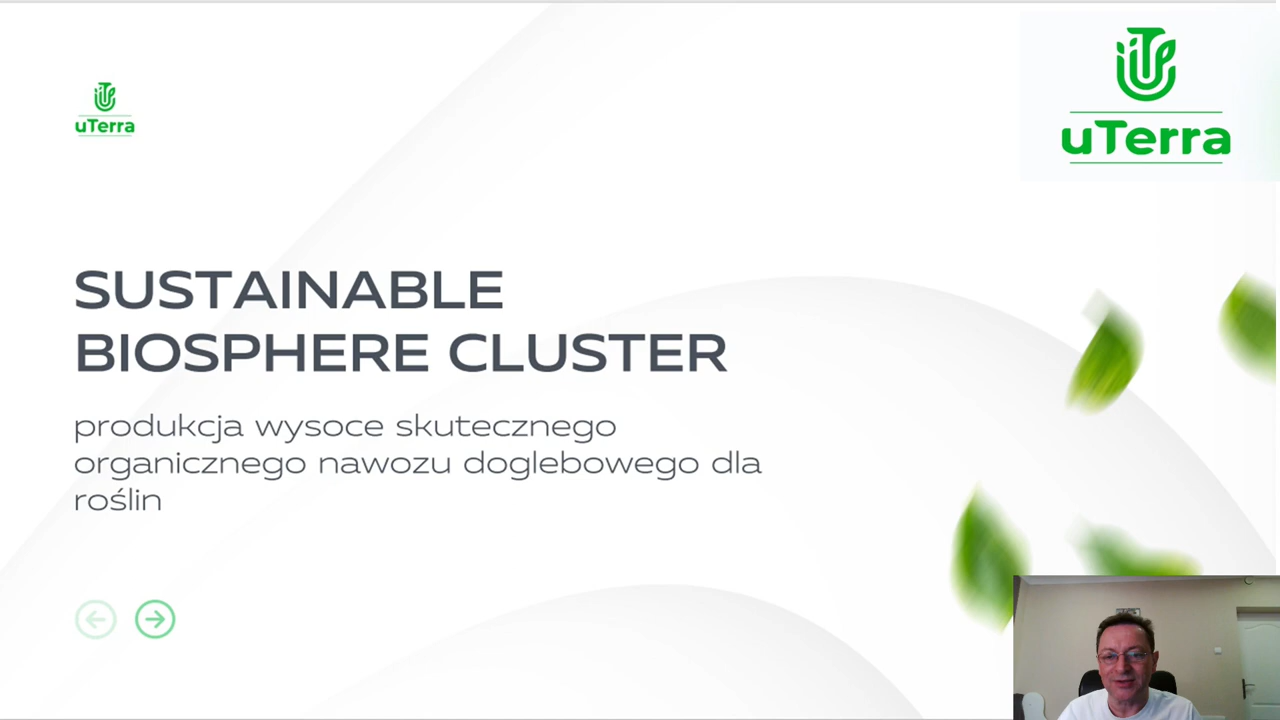 uTerra
uTerra
SUSTAINABLE
BIOSPHERE CLUSTER
produkcja wysoce skutecznego
organicznego nawozu doglebowego dla
roślin